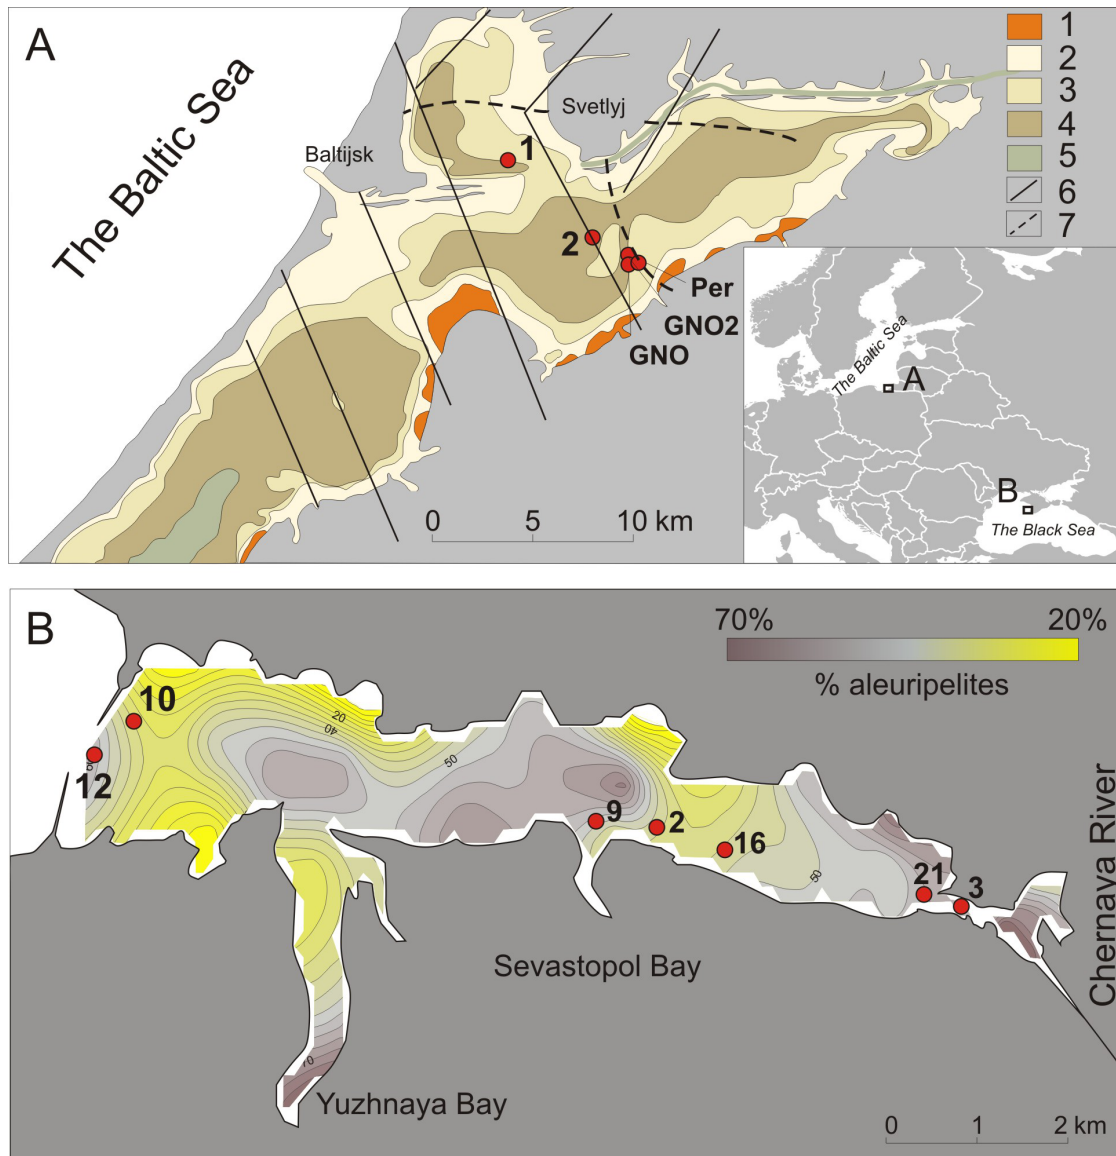 A
The Baltic Sea
Baltijsk
Svetlyj
1
2
Per
GNO2
GNO
0 5 10 km
1
2
3
4
5
6
7
The Baltic Sea
A
B
The Black Sea
B
70% 20%
% aleuripelites
10
12
20
40
50
9
2
16
50
21
3
70
Sevastopol Bay
Yuzhnaya Bay
Chernaya River
0 1 2 km